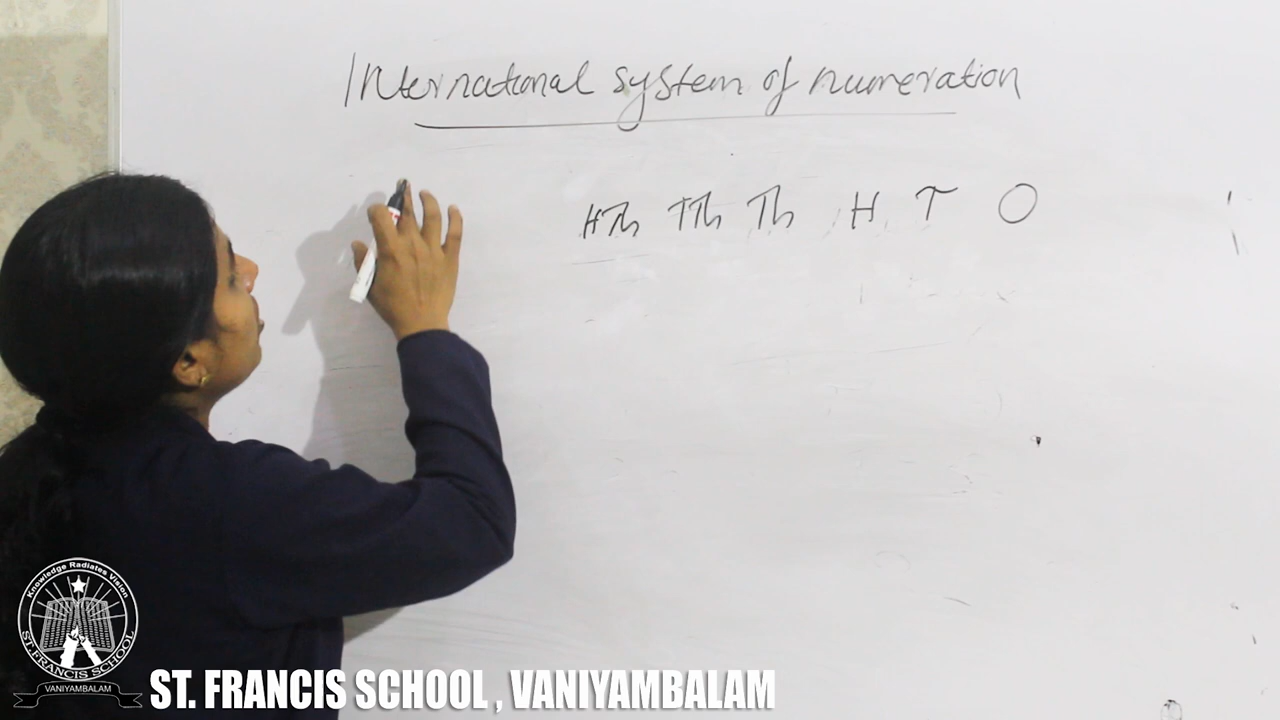 International system of numeration
HTh TTh Th H T O
Knowledge Radiates Vision
ST. FRANCIS SCHOOL
VANIYAMBALAM
ST. FRANCIS SCHOOL , VANIYAMBALAM